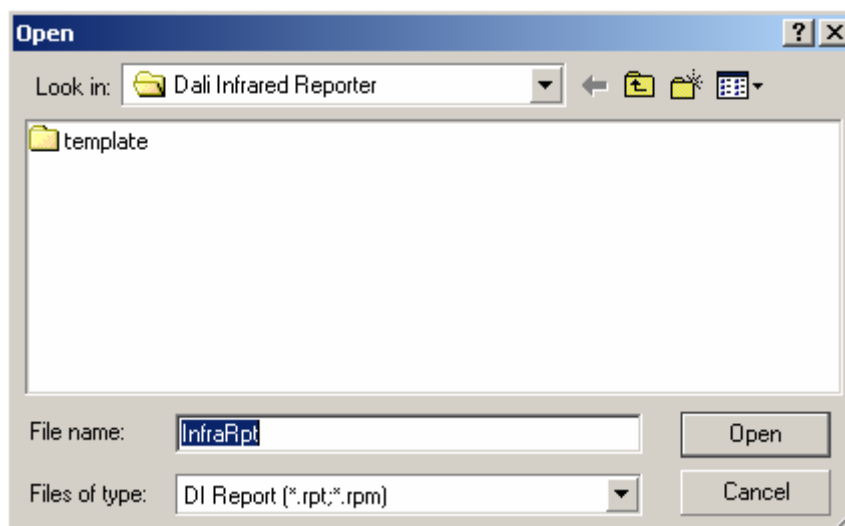 Open
Look in: Dali Infrared Reporter
template
File name: InfraRpt Open
Files of type: DI Report (*.rpt;*.rpm) Cancel